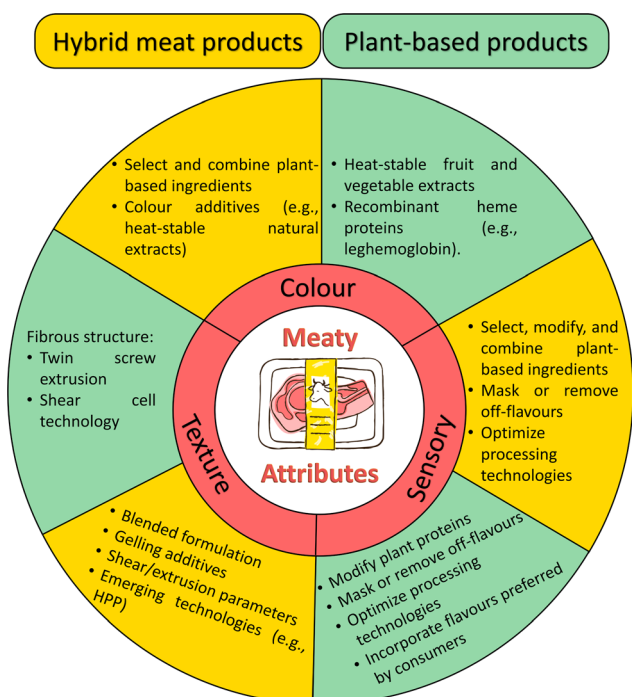 Hybrid meat products
Plant-based products
• Select and combine plant-
based ingredients
• Colour additives (e.g.,
heat-stable natural
extracts)
• Heat-stable fruit and
vegetable extracts
• Recombinant heme
proteins (e.g.,
leghemoglobin).
Colour
Fibrous structure:
• Twin screw
extrusion
• Shear cell
technology
Meaty
Attributes
• Select, modify, and
combine plant-
based ingredients
• Mask or remove
off-flavours
• Optimize
processing
technologies
Texture
Sensory
• Blended formulation
• Gelling additives
• Shear/extrusion parameters
• Emerging technologies (e.g.,
HPP)
• Modify plant proteins
• Mask or remove off-flavours
• Optimize processing
technologies
• Incorporate flavours preferred
by consumers